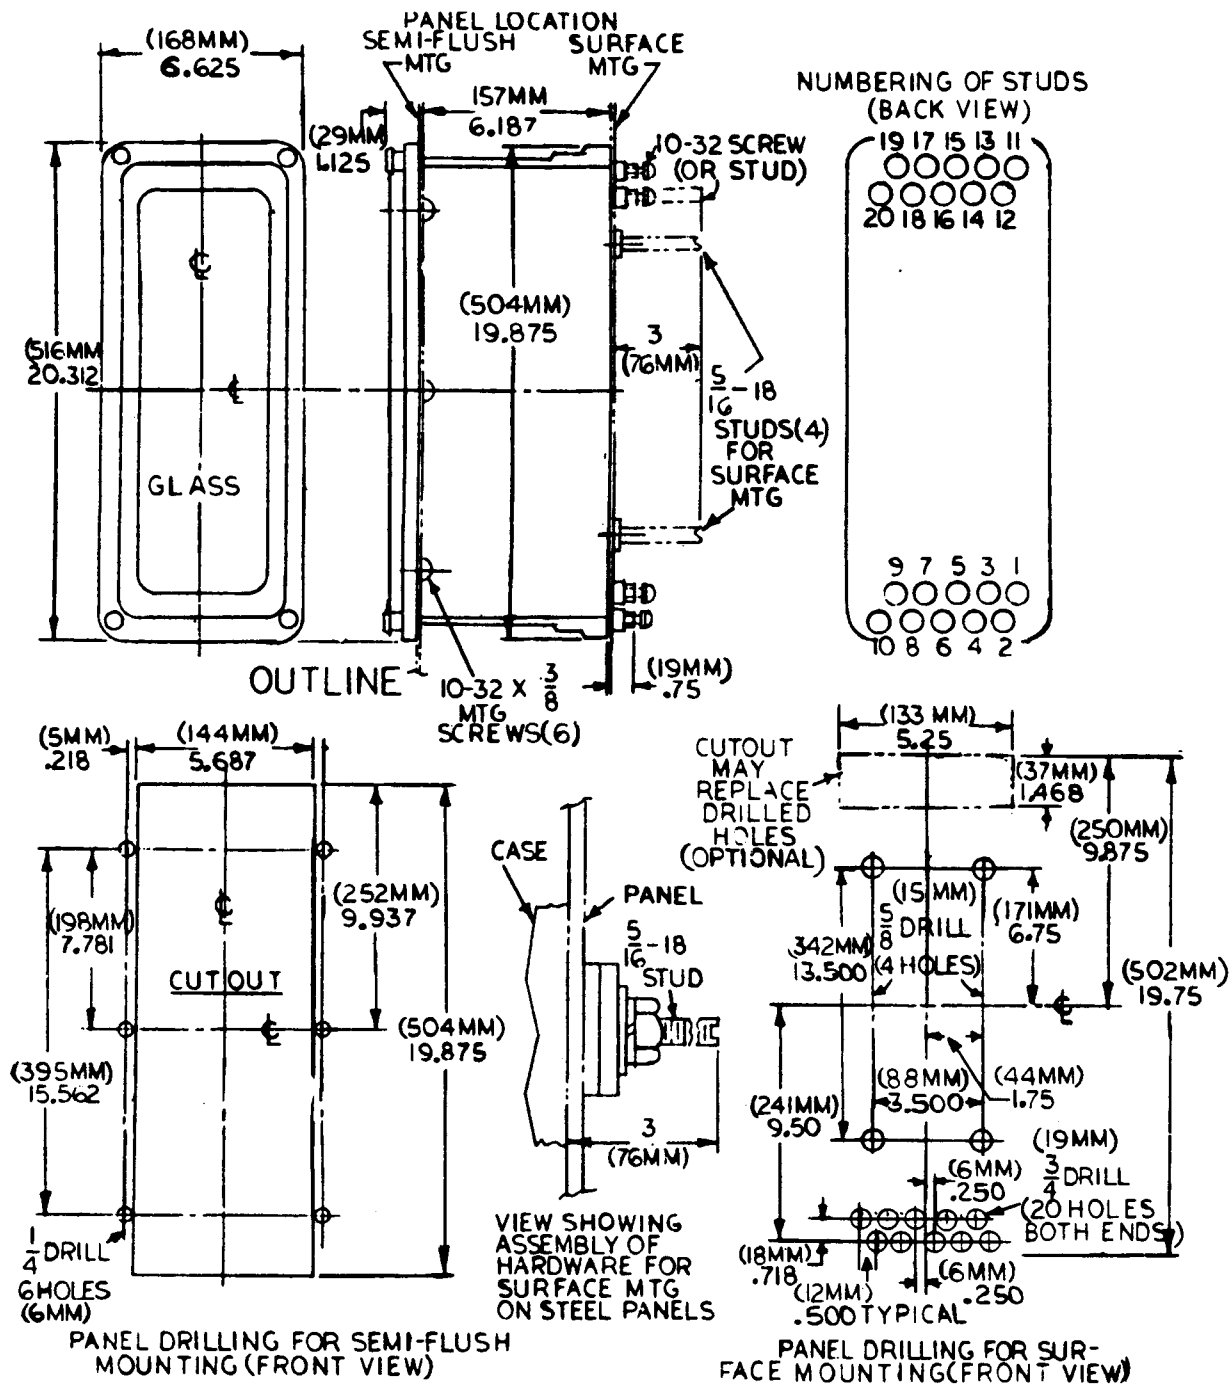 PANEL LOCATION
SEMI-FLUSH
MTG
SURFACE
MTG
(168MM)
6.625
157MM
6.187
(29MM)
1.125
10-32 SCREW
(OR STUD)
(504MM)
19.875
(516MM
20.312
3
(76MM)
5/16-18
STUDS(4)
FOR
SURFACE
MTG
GLASS
OUTLINE
10-32 X 3/8
MTG
SCREWS(6)
(19MM)
.75
NUMBERING OF STUDS
(BACK VIEW)
19 17 15 13 11
20 18 16 14 12
9 7 5 3 1
10 8 6 4 2
(5MM)
.218
(144MM)
5.687
(198MM)
7.781
(252MM)
9.937
CUTOUT
(395MM)
15.562
(504MM)
19.875
1/4 DRILL
6 HOLES
(6MM)
PANEL DRILLING FOR SEMI-FLUSH
MOUNTING (FRONT VIEW)
CASE
PANEL
5/16-18
STUD
3
(76MM)
VIEW SHOWING
ASSEMBLY OF
HARDWARE FOR
SURFACE MTG
ON STEEL PANELS
(133 MM)
5.25
CUTOUT
MAY
REPLACE
DRILLED
HOLES
(OPTIONAL)
(37MM)
1.468
(250MM)
9.875
(15MM)
5/8 DRILL
(4 HOLES)
(171MM)
6.75
(342MM)
13.500
(502MM)
19.75
(88MM)
3.500
(44MM)
1.75
(241MM)
9.50
(6MM)
.250
(19MM)
3/4 DRILL
(20 HOLES
BOTH ENDS)
(18MM)
.718
(12MM)
.500 TYPICAL
(6MM)
.250
PANEL DRILLING FOR SUR-
FACE MOUNTING (FRONT VIEW)